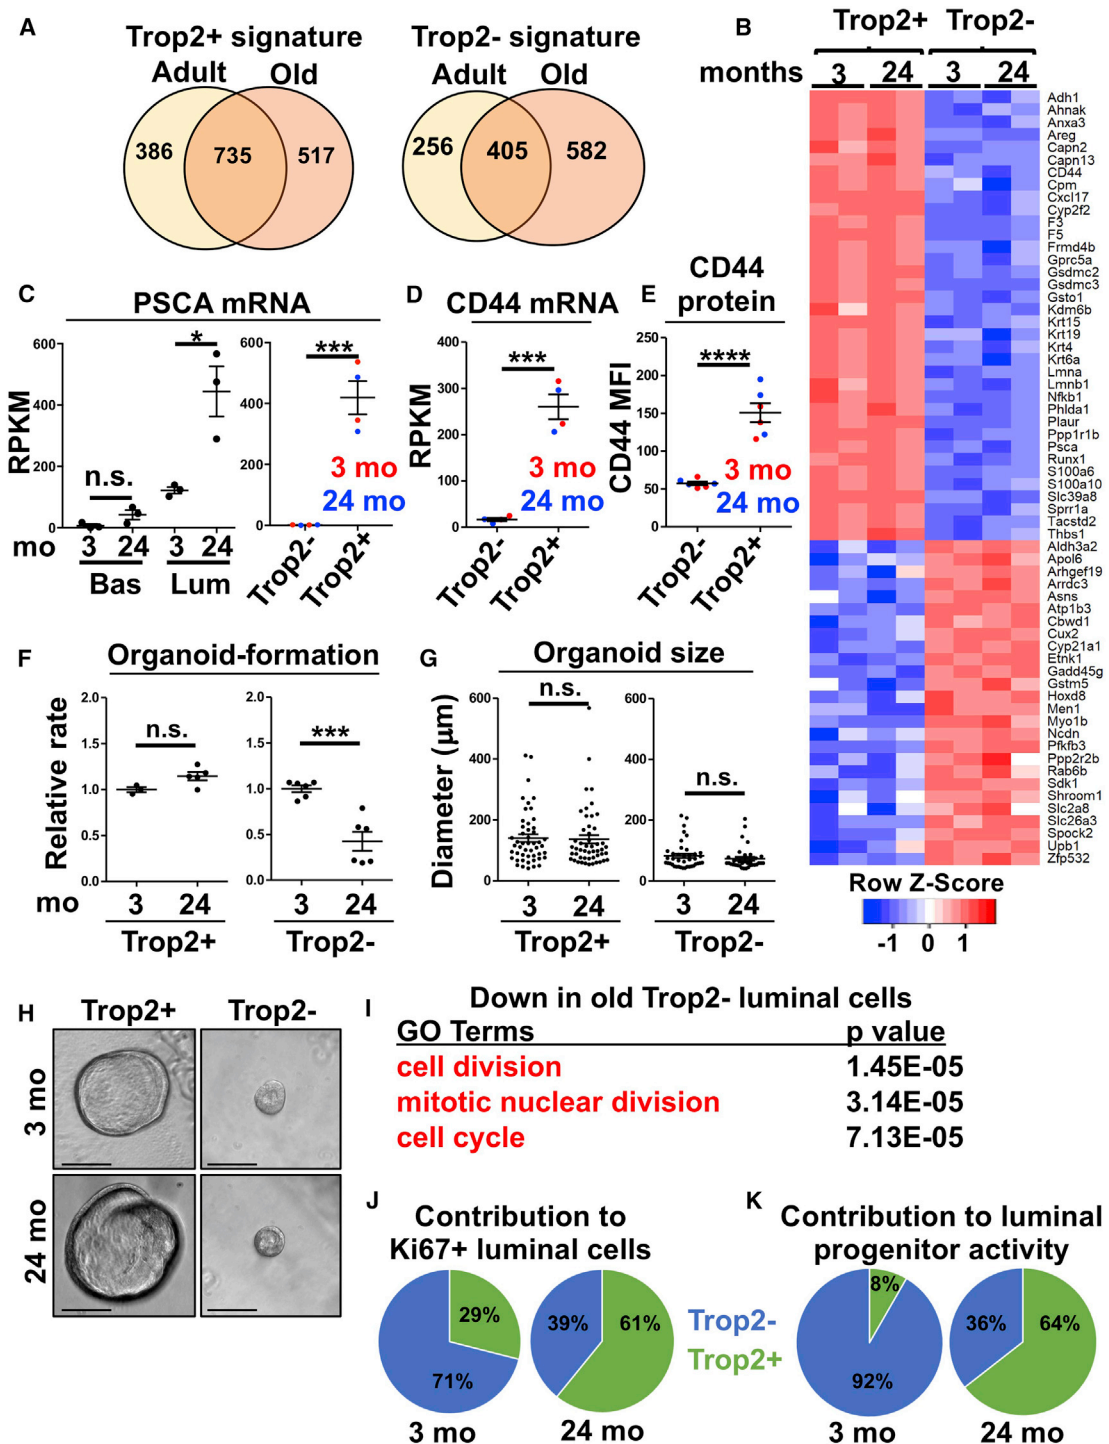 A
Trop2+ signature
Adult Old
386 735 517
Trop2- signature
Adult Old
256 405 582
B
Trop2+ Trop2-
months 3 24 3 24
Adh1
Ahnak
Anxa3
Areg
Capn2
Capn13
CD44
Cpm
Cxcl17
Cyp2f2
F3
F5
Frmd4b
Gprc5a
Gsdmc2
Gsdmc3
Gsto1
Kdm6b
Krt15
Krt19
Krt4
Krt6a
Lmna
Lmnb1
Nfkb1
Phlda1
Plaur
Ppp1r1b
Psca
Runx1
S100a6
S100a10
Slc39a8
Sprr1a
Tacstd2
Thbs1
Aldh3a2
Apol6
Arhgef19
Arrdc3
Asns
Atp1b3
Cbwd1
Cux2
Cyp21a1
Etnk1
Gadd45g
Gstm5
Hoxd8
Men1
Myo1b
Ncdn
Pfkfb3
Ppp2r2b
Rab6b
Sdk1
Shroom1
Slc2a8
Slc26a3
Spock2
Upb1
Zfp532
Row Z-Score
-1 0 1
C
PSCA mRNA
RPKM
600
400
200
0
n.s.
*
mo 3 24 3 24
Bas Lum
600
400
200
0
***
3 mo
24 mo
Trop2- Trop2+
D
CD44 mRNA
RPKM
400
300
200
100
0
***
3 mo
24 mo
Trop2- Trop2+
E
CD44
protein
CD44 MFI
250
200
150
100
50
0
****
3 mo
24 mo
Trop2- Trop2+
F
Organoid-formation
Relative rate
2.0
1.5
1.0
0.5
0.0
n.s.
2.0
1.5
1.0
0.5
0.0
***
mo 3 24 3 24
Trop2+ Trop2-
G
Organoid size
Diameter (µm)
600
400
200
0
n.s.
600
400
200
0
n.s.
3 24 3 24
Trop2+ Trop2-
H
Trop2+ Trop2-
3 mo
24 mo
I
Down in old Trop2- luminal cells
GO Terms p value
cell division 1.45E-05
mitotic nuclear division 3.14E-05
cell cycle 7.13E-05
J
Contribution to
Ki67+ luminal cells
29%
71%
3 mo
39% 61%
24 mo
Trop2-
Trop2+
K
Contribution to luminal
progenitor activity
8%
92%
3 mo
36% 64%
24 mo